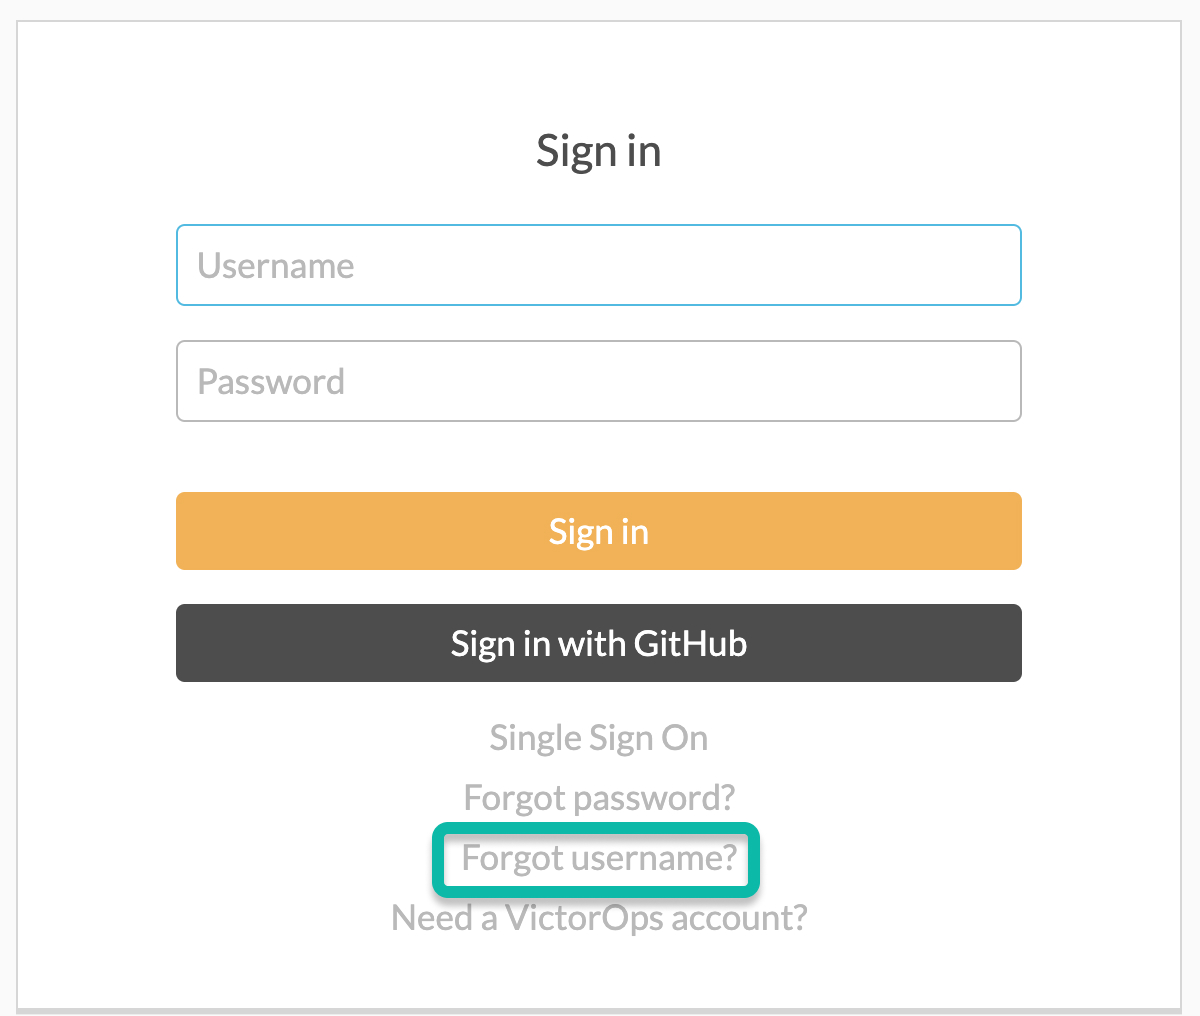 Sign in
Username
Password
Sign in
Sign in with GitHub
Single Sign On
Forgot password?
Forgot username?
Need a VictorOps account?